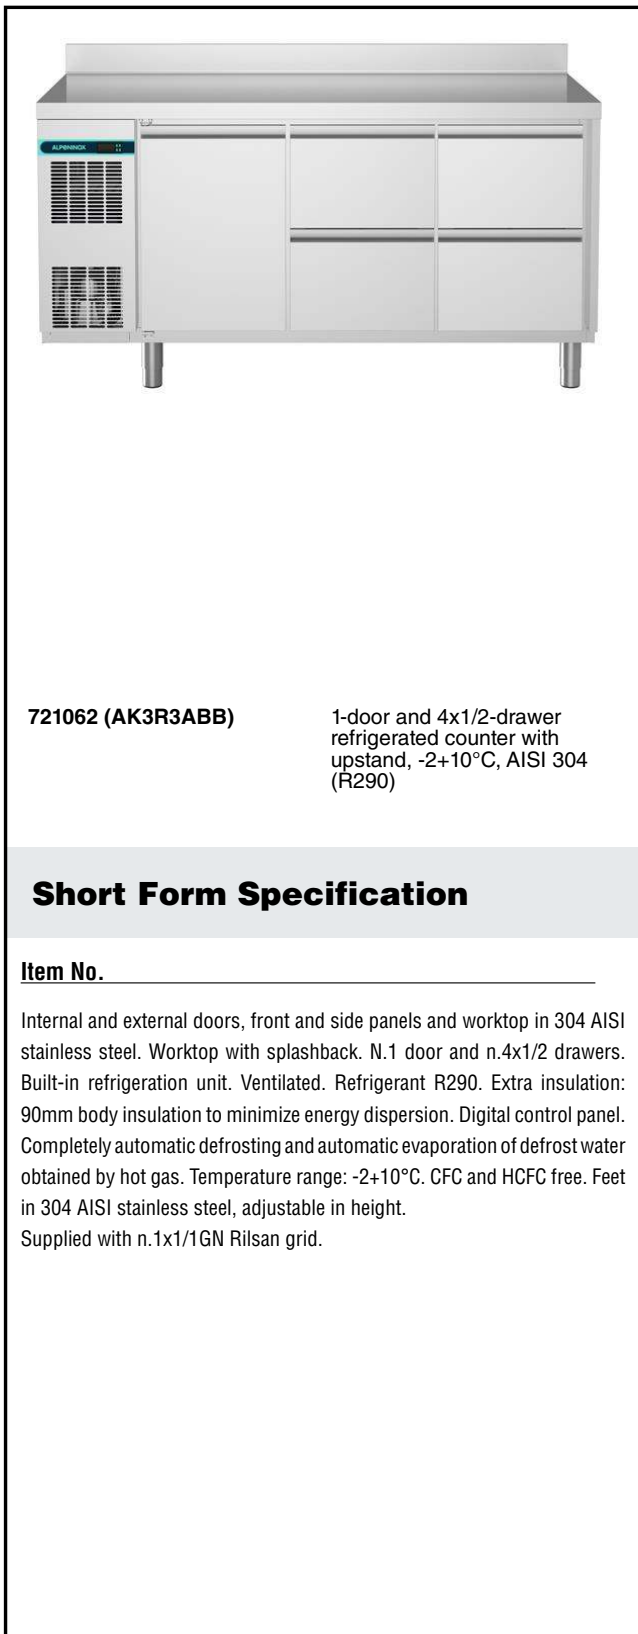 ALPENINOX
721062 (AK3R3ABB)
1-door and 4x1/2-drawer
refrigerated counter with
upstand, -2+10°C, AISI 304
(R290)
Short Form Specification
Item No.
Internal and external doors, front and side panels and worktop in 304 AISI
stainless steel. Worktop with splashback. N.1 door and n.4x1/2 drawers.
Built-in refrigeration unit. Ventilated. Refrigerant R290. Extra insulation:
90mm body insulation to minimize energy dispersion. Digital control panel.
Completely automatic defrosting and automatic evaporation of defrost water
obtained by hot gas. Temperature range: -2+10°C. CFC and HCFC free. Feet
in 304 AISI stainless steel, adjustable in height.
Supplied with n.1x1/1GN Rilsan grid.